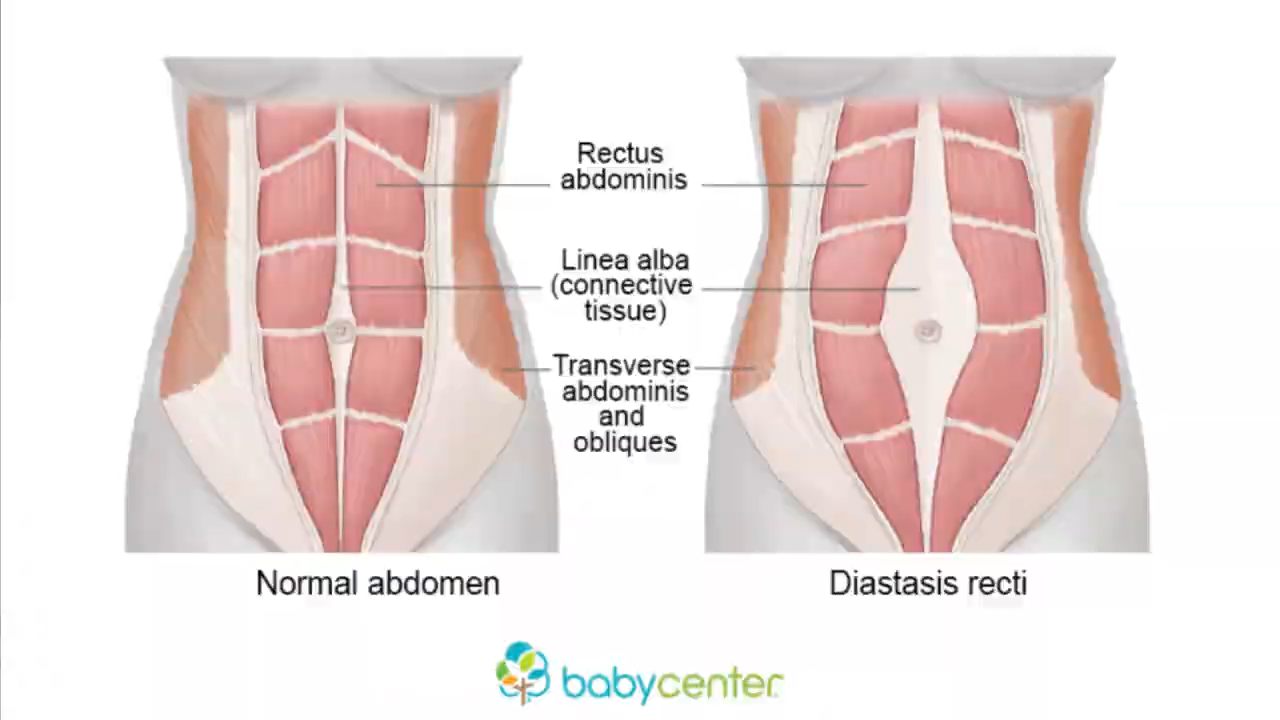 Rectus
abdominis
Linea alba
(connective
tissue)
Transverse
abdominis
and
obliques
Normal abdomen
Diastasis recti
babycenter